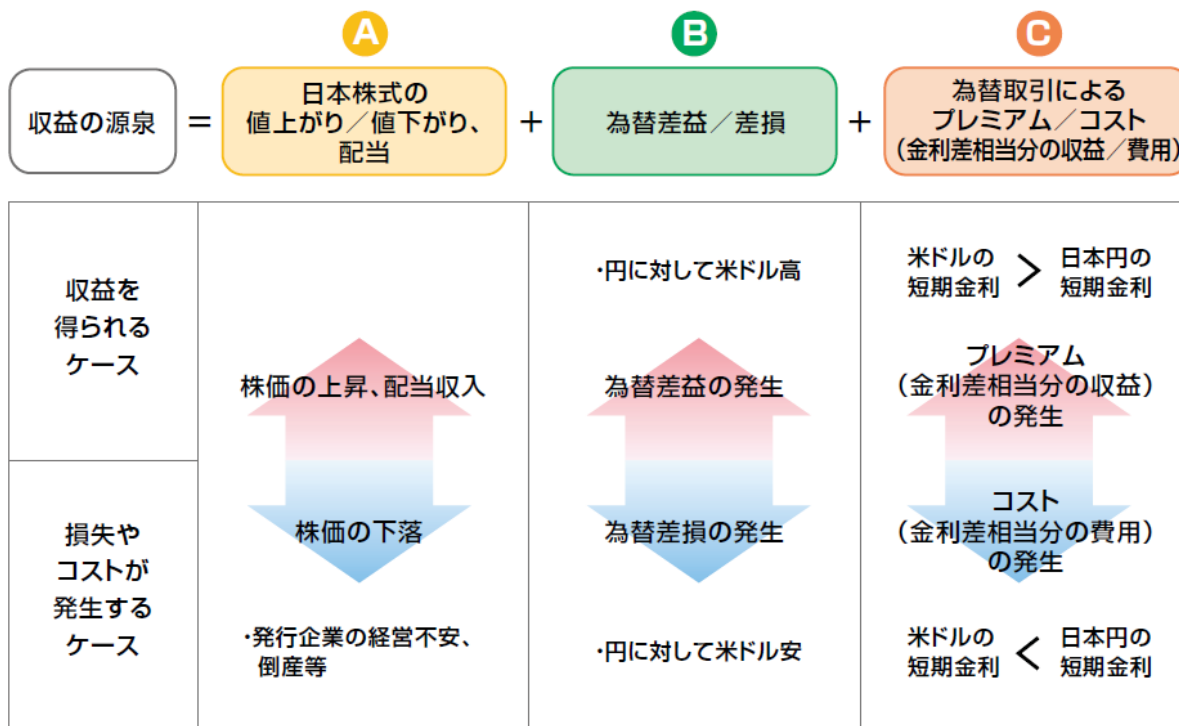 A
B
C
収益の源泉
=
日本株式の
値上がり／値下がり、
配当
+
為替差益／差損
+
為替取引による
プレミアム／コスト
（金利差相当分の収益／費用）
収益を
得られる
ケース
株価の上昇、配当収入
・円に対して米ドル高
為替差益の発生
米ドルの
短期金利
>
日本円の
短期金利
プレミアム
（金利差相当分の収益）
の発生
損失や
コストが
発生する
ケース
株価の下落
・発行企業の経営不安、
倒産等
為替差損の発生
・円に対して米ドル安
コスト
（金利差相当分の費用）
の発生
米ドルの
短期金利
<
日本円の
短期金利